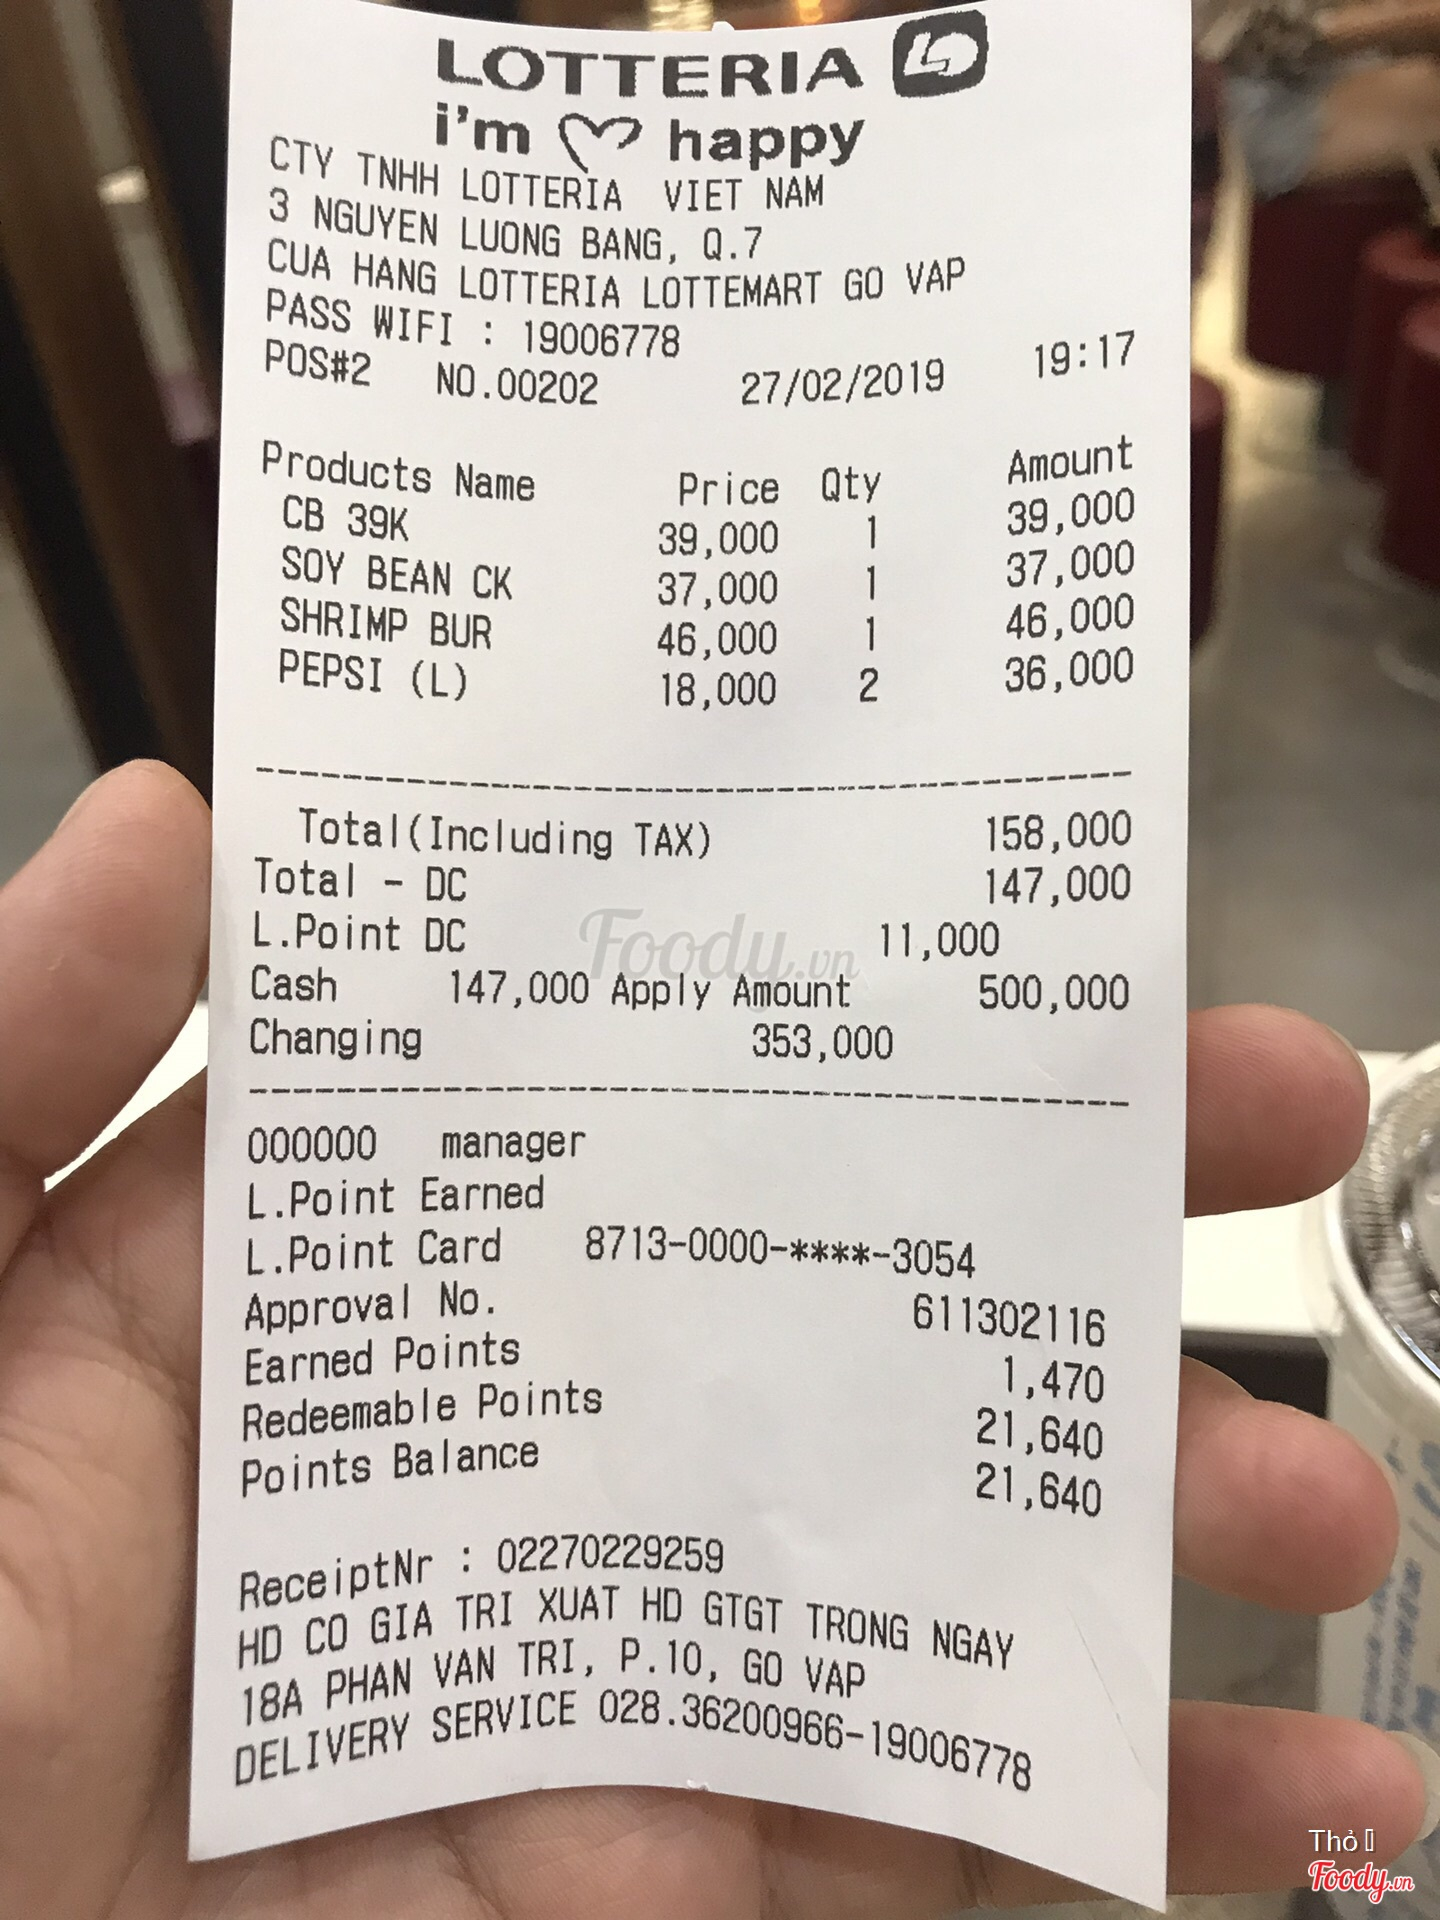 LOTTERIA
i'm happy
CTY TNHH LOTTERIA VIET NAM
3 NGUYEN LUONG BANG, Q.7
CUA HANG LOTTERIA LOTTEMART GO VAP
PASS WIFI : 19006778
POS#2 NO.00202 27/02/2019 19:17
Products Name Price Qty Amount
CB 39K 39,000 1 39,000
SOY BEAN CK 37,000 1 37,000
SHRIMP BUR 46,000 1 46,000
PEPSI (L) 18,000 2 36,000
Total(Including TAX) 158,000
Total - DC 147,000
L.Point DC 11,000
Cash 147,000 Apply Amount 500,000
Changing 353,000
000000 manager
L.Point Earned
L.Point Card 8713-0000-****-3054
Approval No. 611302116
Earned Points 1,470
Redeemable Points 21,640
Points Balance 21,640
ReceiptNr : 02270229259
HD CO GIA TRI XUAT HD GTGT TRONG NGAY
18A PHAN VAN TRI, P.10, GO VAP
DELIVERY SERVICE 028.36200966-19006778
Foody.vn
Thỏ
Foody.vn